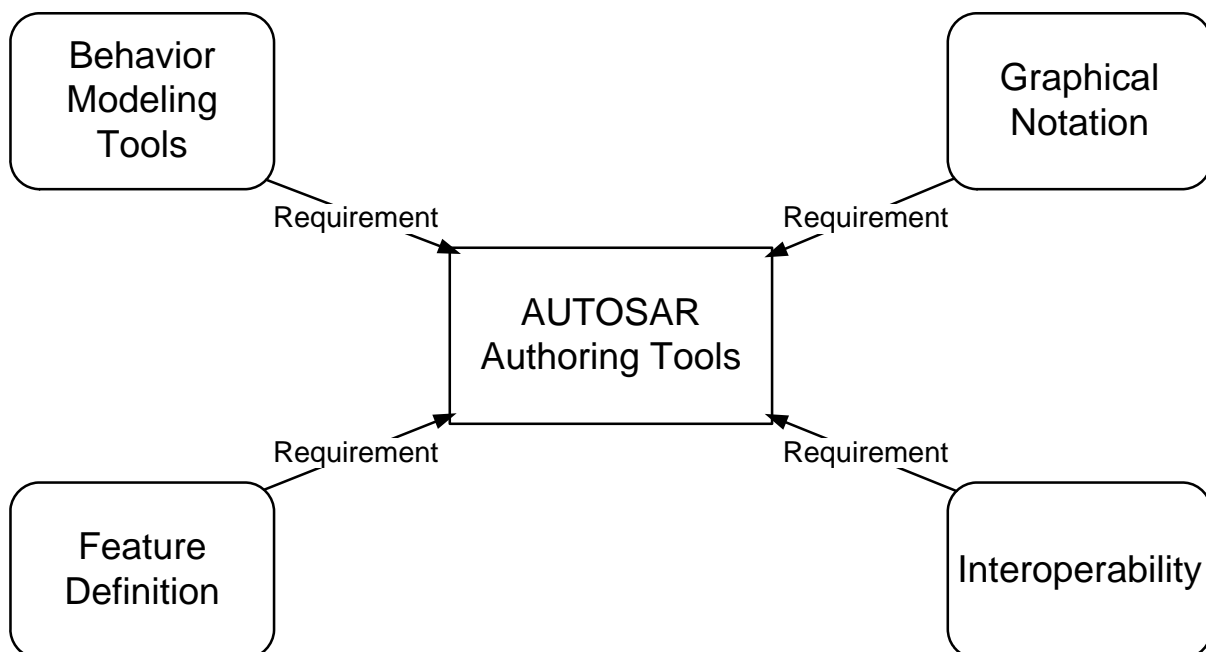 Behavior
Modeling
Tools
Graphical
Notation
Requirement
Requirement
AUTOSAR
Authoring Tools
Requirement
Requirement
Feature
Definition
Interoperability